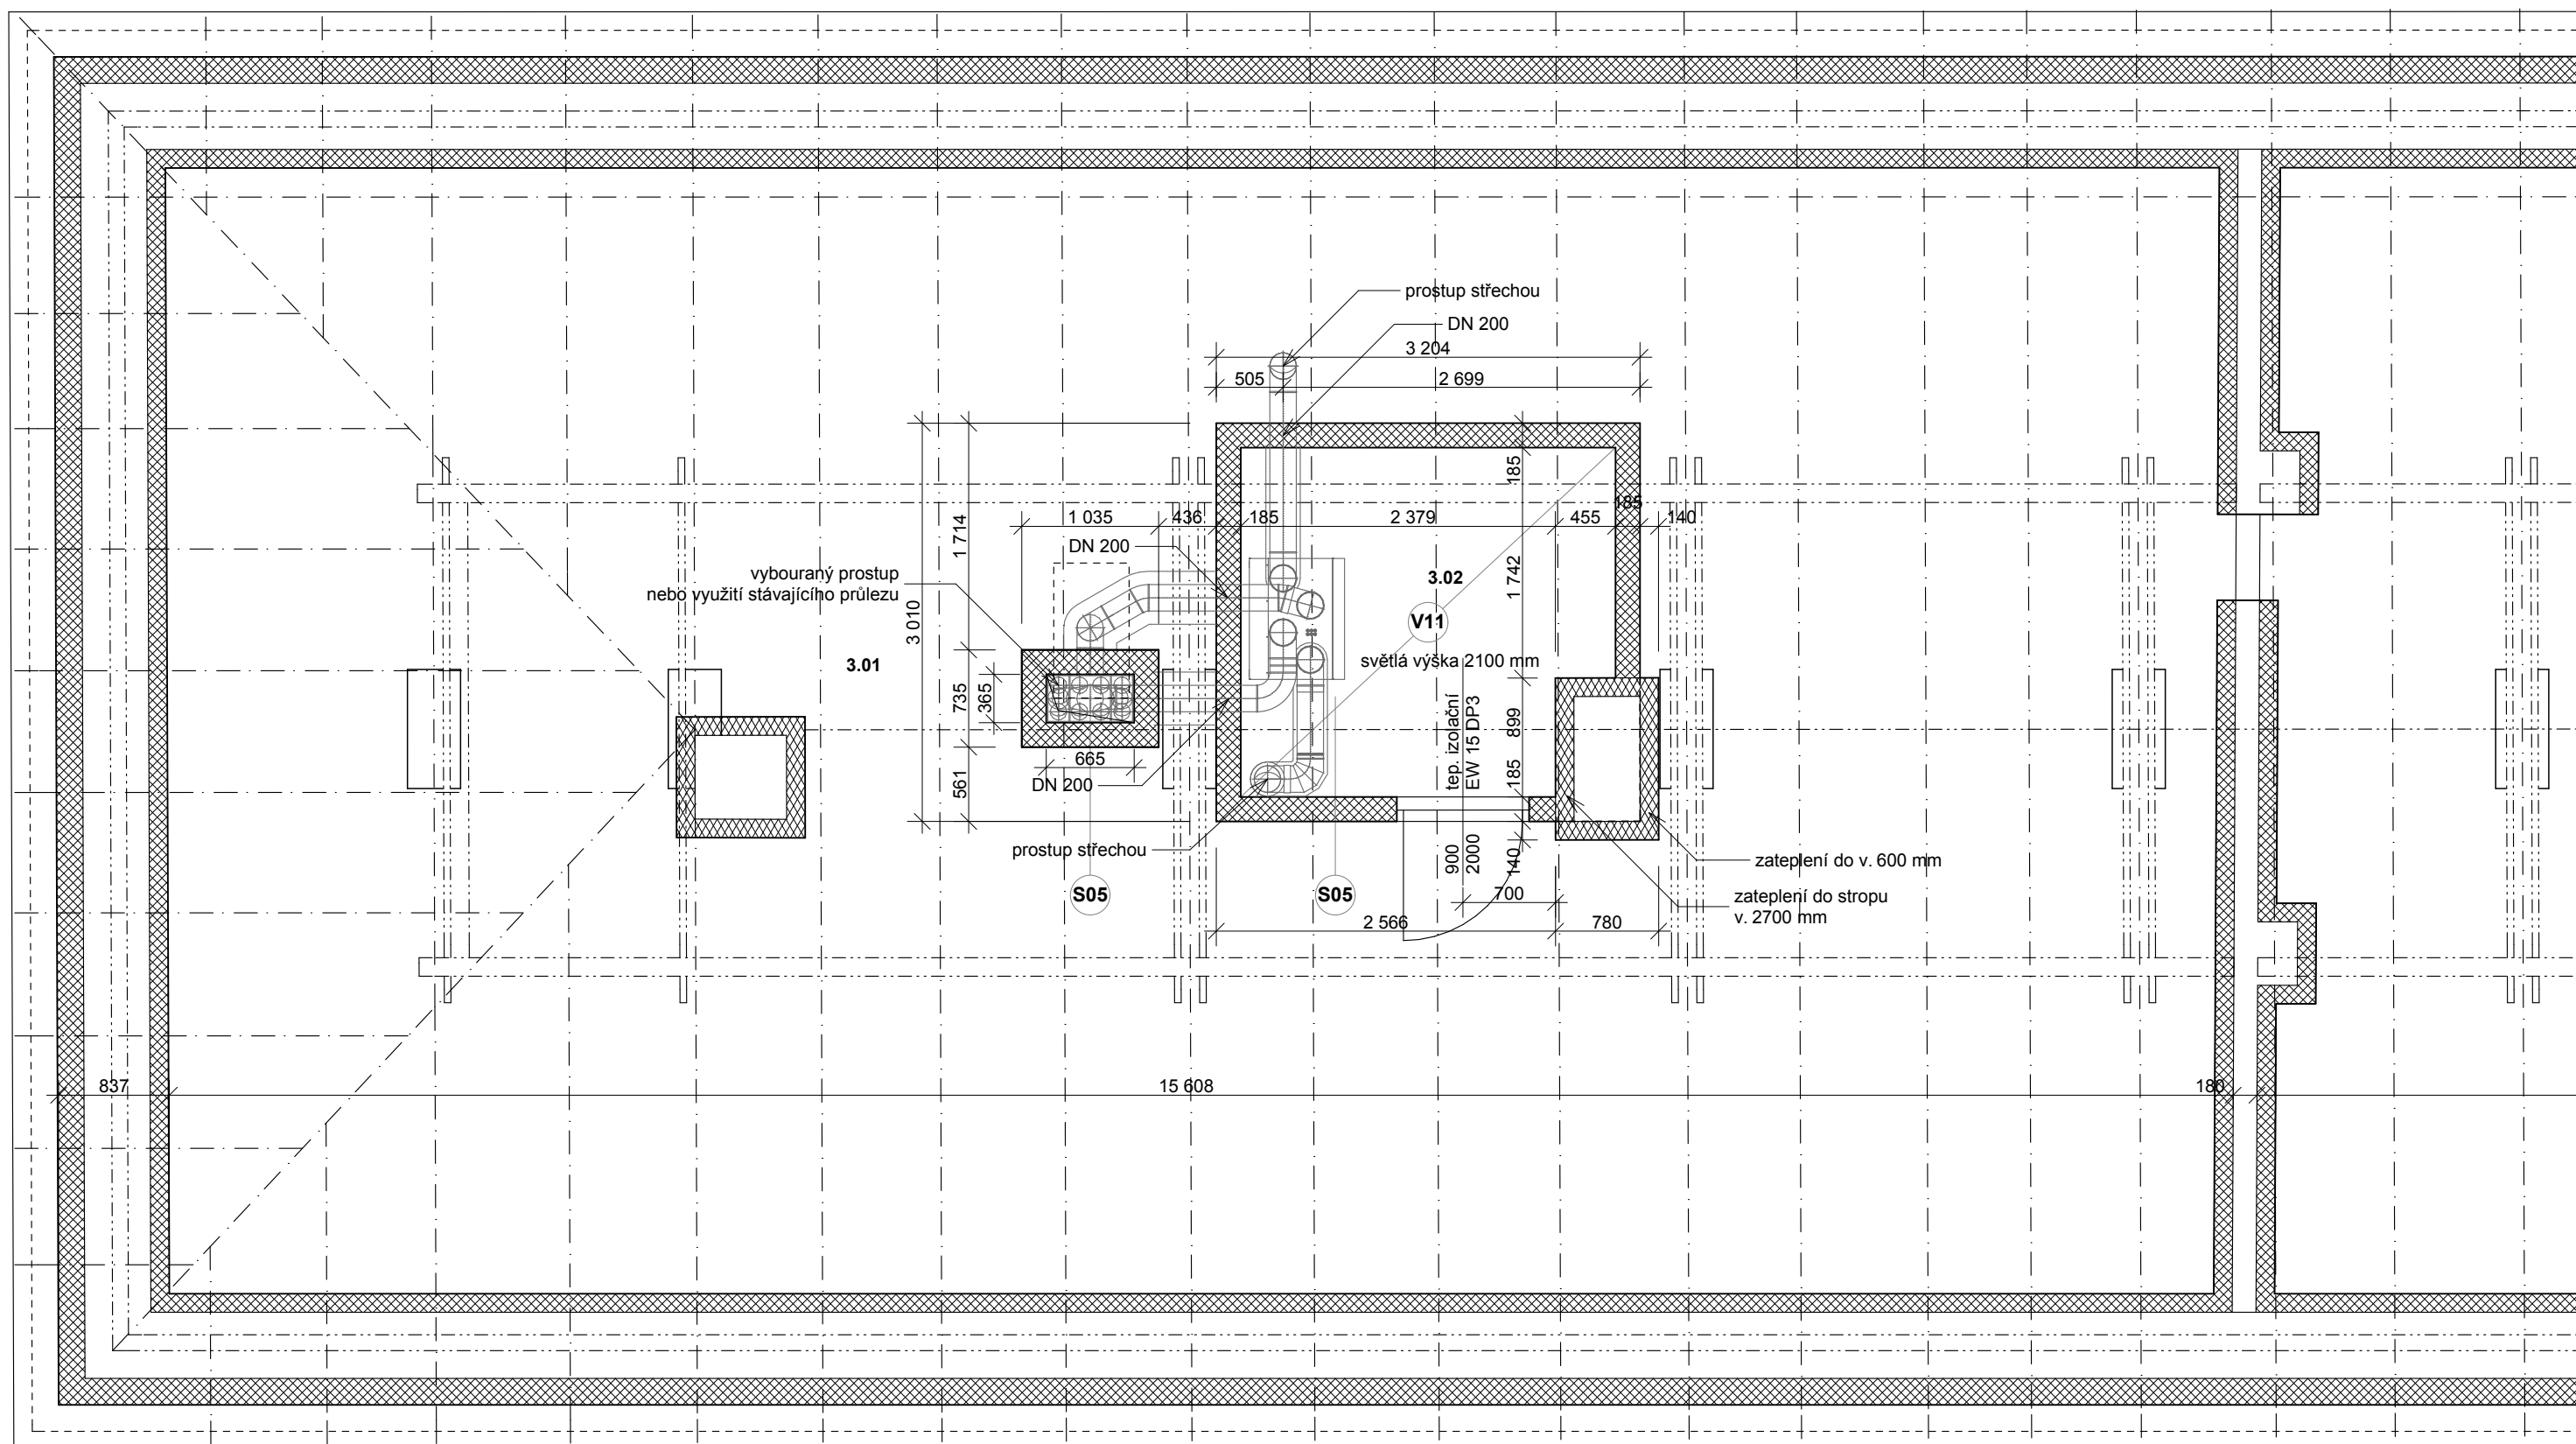 prostup střechou
DN 200
3 204
505
2 699
185
185
1 035
436
185
2 379
455
140
1 714
DN 200
vybouraný prostup
nebo využití stávajícího průlezu
3.02
1 742
3 010
V11
3.01
světlá výška 2100 mm
735
365
899
tep. izolační
EW 15 DP3
665
561
DN 200
185
prostup střechou
900
2000
140
zateplení do v. 600 mm
S05
S05
700
zateplení do stropu
v. 2700 mm
2 566
780
837
15 608
180